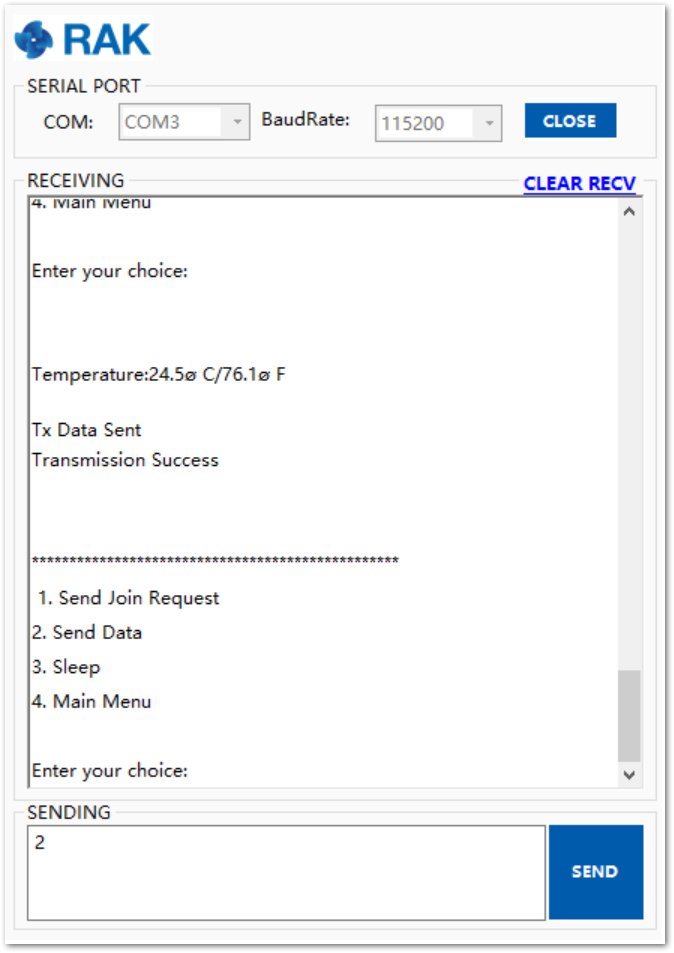 RAK
SERIAL PORT
COM: COM3 BaudRate: 115200 CLOSE
RECEIVING CLEAR RECV
4. Main Menu
Enter your choice:
Temperature:24.5ø C/76.1ø F
Tx Data Sent
Transmission Success
*************************************************
1. Send Join Request
2. Send Data
3. Sleep
4. Main Menu
Enter your choice:
SENDING
2
SEND